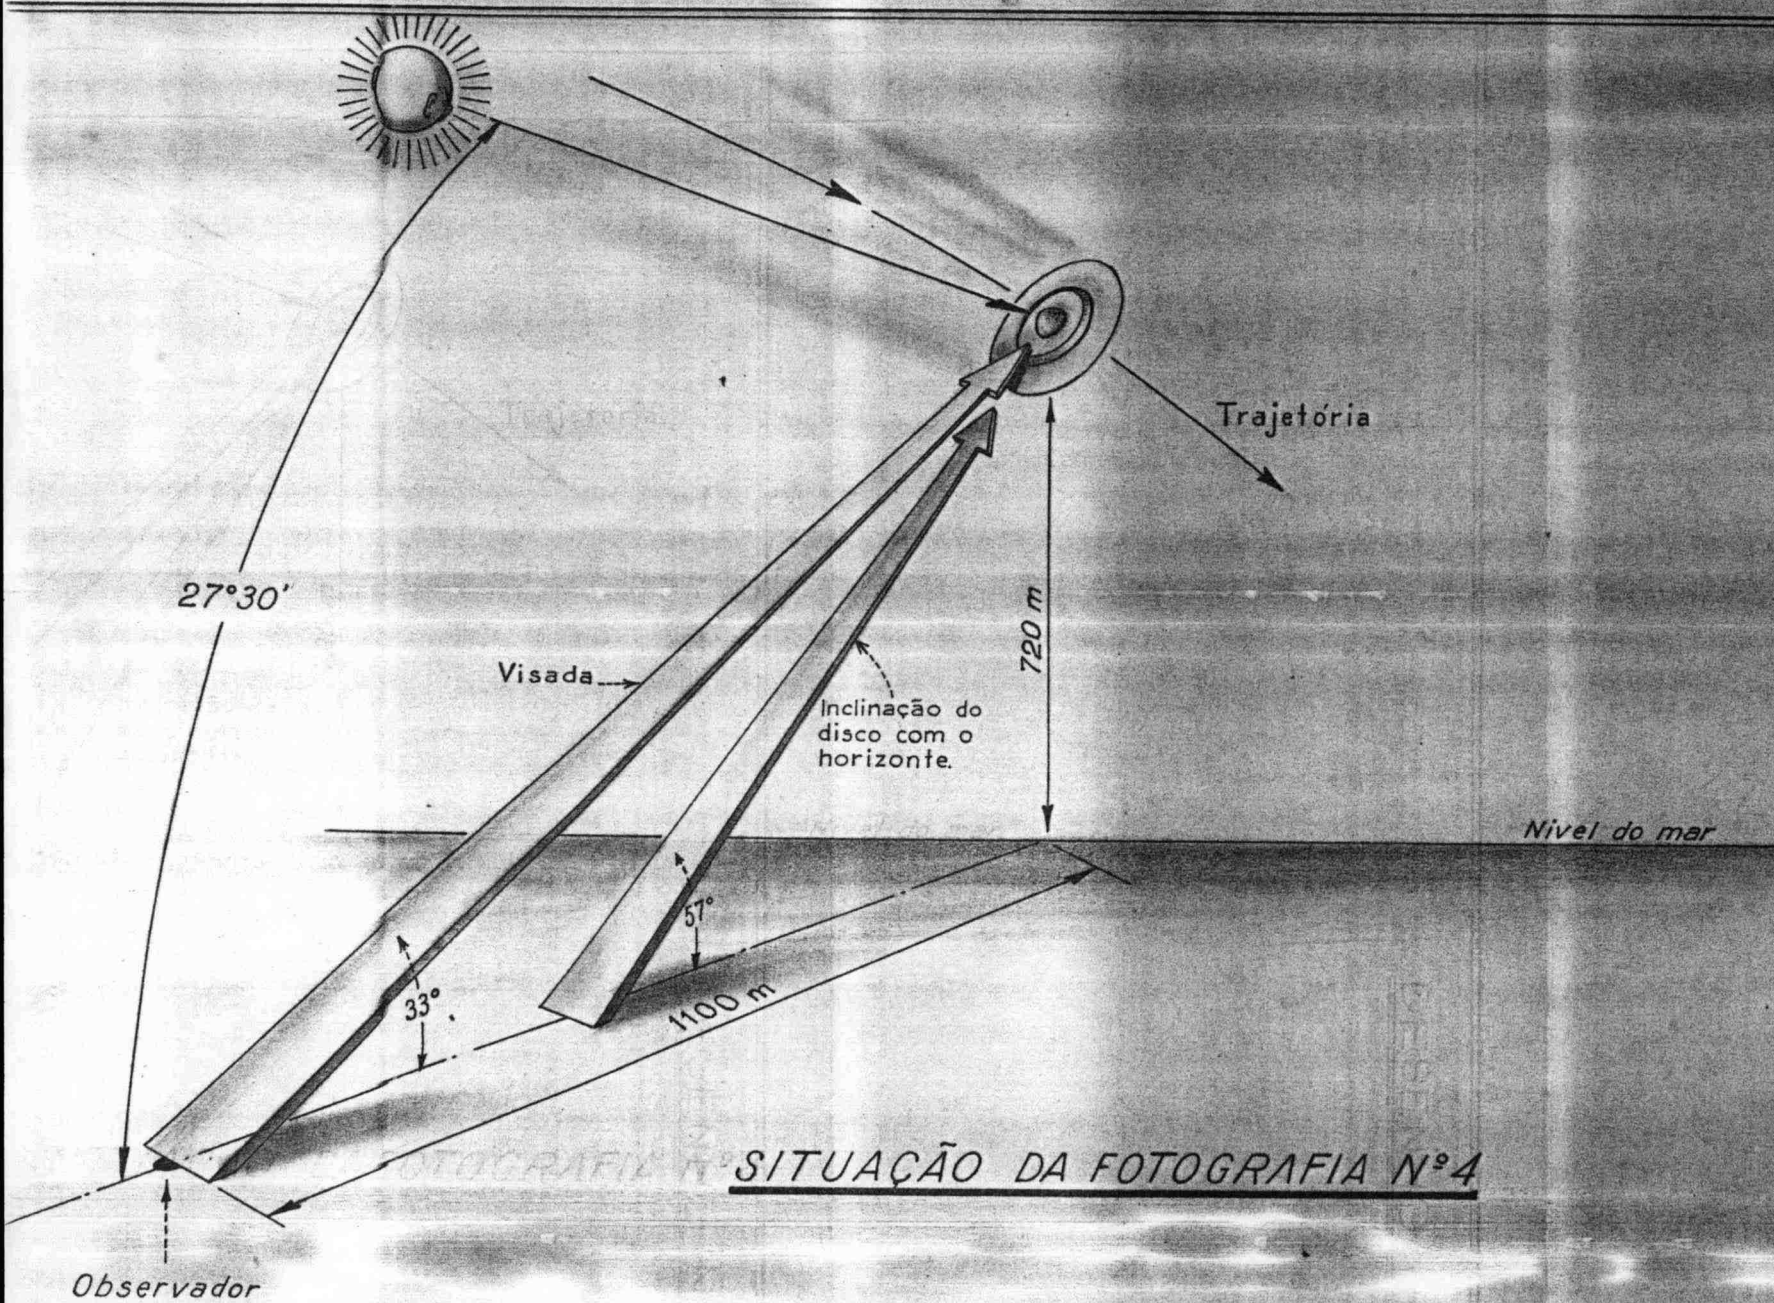 Trajetória
27°30'
Visada
720 m
Inclinação do
disco com o
horizonte.
Nivel do mar
57°
33°
1100 m
SITUAÇÃO DA FOTOGRAFIA Nº4
Observador